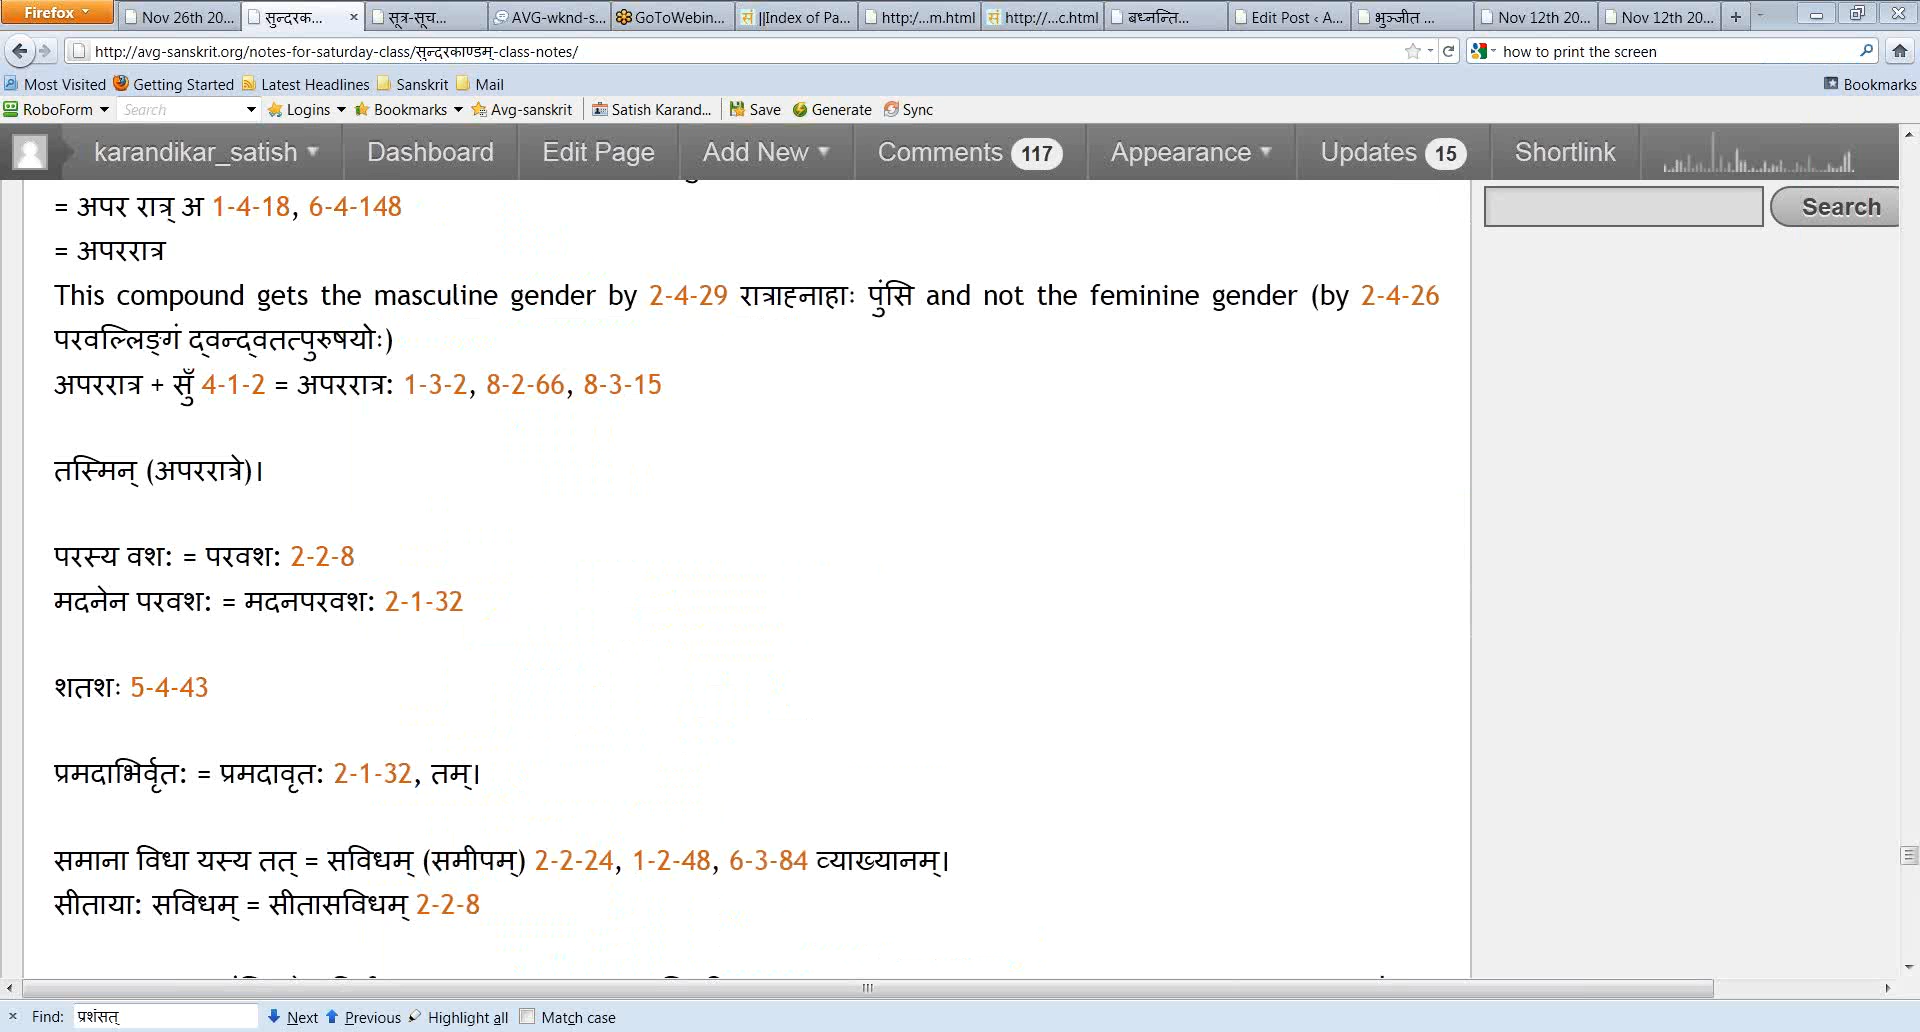 Firefox
Nov 26th 20...
सुन्दरक...
सूत्र-सूच...
AVG-wknd-s...
GoToWebin...
||Index of Pa...
http:/...m.html
http://...c.html
बध्नन्ति...
Edit Post ‹ A...
भुञ्जीत ...
Nov 12th 20...
Nov 12th 20...
http://avg-sanskrit.org/notes-for-saturday-class/सुन्दरकाण्डम्-class-notes/
how to print the screen
Most Visited Getting Started Latest Headlines Sanskrit Mail Bookmarks
RoboForm Search Logins Bookmarks Avg-sanskrit Satish Karand... Save Generate Sync
karandikar_satish Dashboard Edit Page Add New Comments 117 Appearance Updates 15 Shortlink
Search
= अपर रात्र् अ 1-4-18, 6-4-148
= अपररात्र
This compound gets the masculine gender by 2-4-29 रात्राह्नाहाः पुंसि and not the feminine gender (by 2-4-26
परवल्लिङ्गं द्वन्द्वतत्पुरुषयोः)
अपररात्र + सुँ 4-1-2 = अपररात्र: 1-3-2, 8-2-66, 8-3-15
तस्मिन् (अपररात्रे)।
परस्य वश: = परवश: 2-2-8
मदनेन परवश: = मदनपरवश: 2-1-32
शतशः 5-4-43
प्रमदाभिर्वृत: = प्रमदावृत: 2-1-32, तम्।
समाना विधा यस्य तत् = सविधम् (समीपम्) 2-2-24, 1-2-48, 6-3-84 व्याख्यानम्।
सीताया: सविधम् = सीतासविधम् 2-2-8
Find: प्रशंसत् Next Previous Highlight all Match case